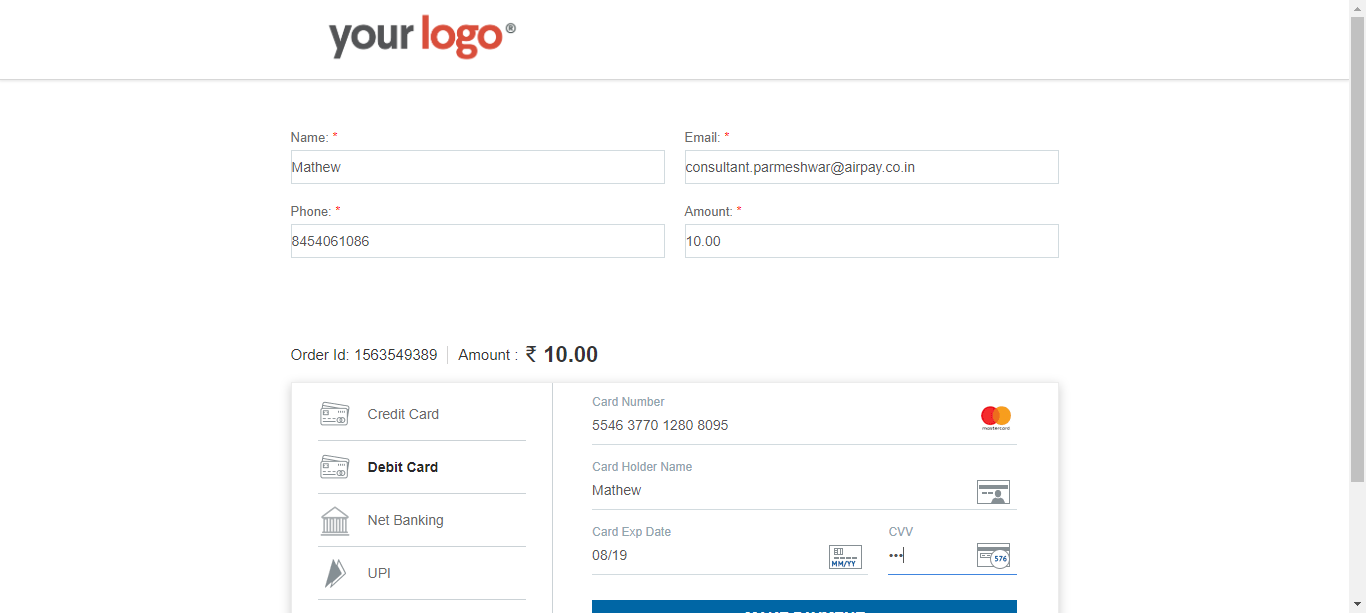 your logo®
Name: * Email: *
Mathew consultant.parmeshwar@airpay.co.in
Phone: * Amount: *
8454061086 10.00
Order Id: 1563549389 Amount : ₹ 10.00
Credit Card
Debit Card
Net Banking
UPI
Card Number
5546 3770 1280 8095
mastercard
Card Holder Name
Mathew
Card Exp Date CVV
08/19 MM/YY ••• 576
MAKE PAYMENT